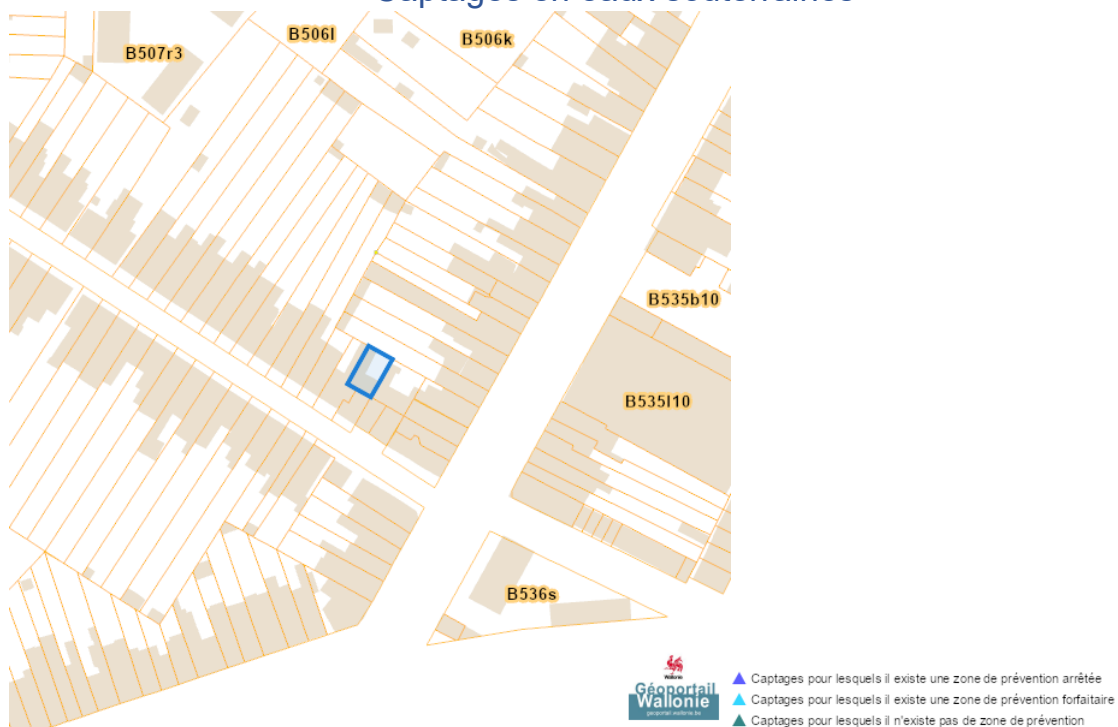 Captages en eaux souterraines
B507r3
B506l
B506k
B535b10
B535l10
B536s
Wallonie
Géoportail
Wallonie
geoportail.wallonie.be
Captages pour lesquels il existe une zone de prévention arrêtée
Captages pour lesquels il existe une zone de prévention forfaitaire
Captages pour lesquels il n'existe pas de zone de prévention